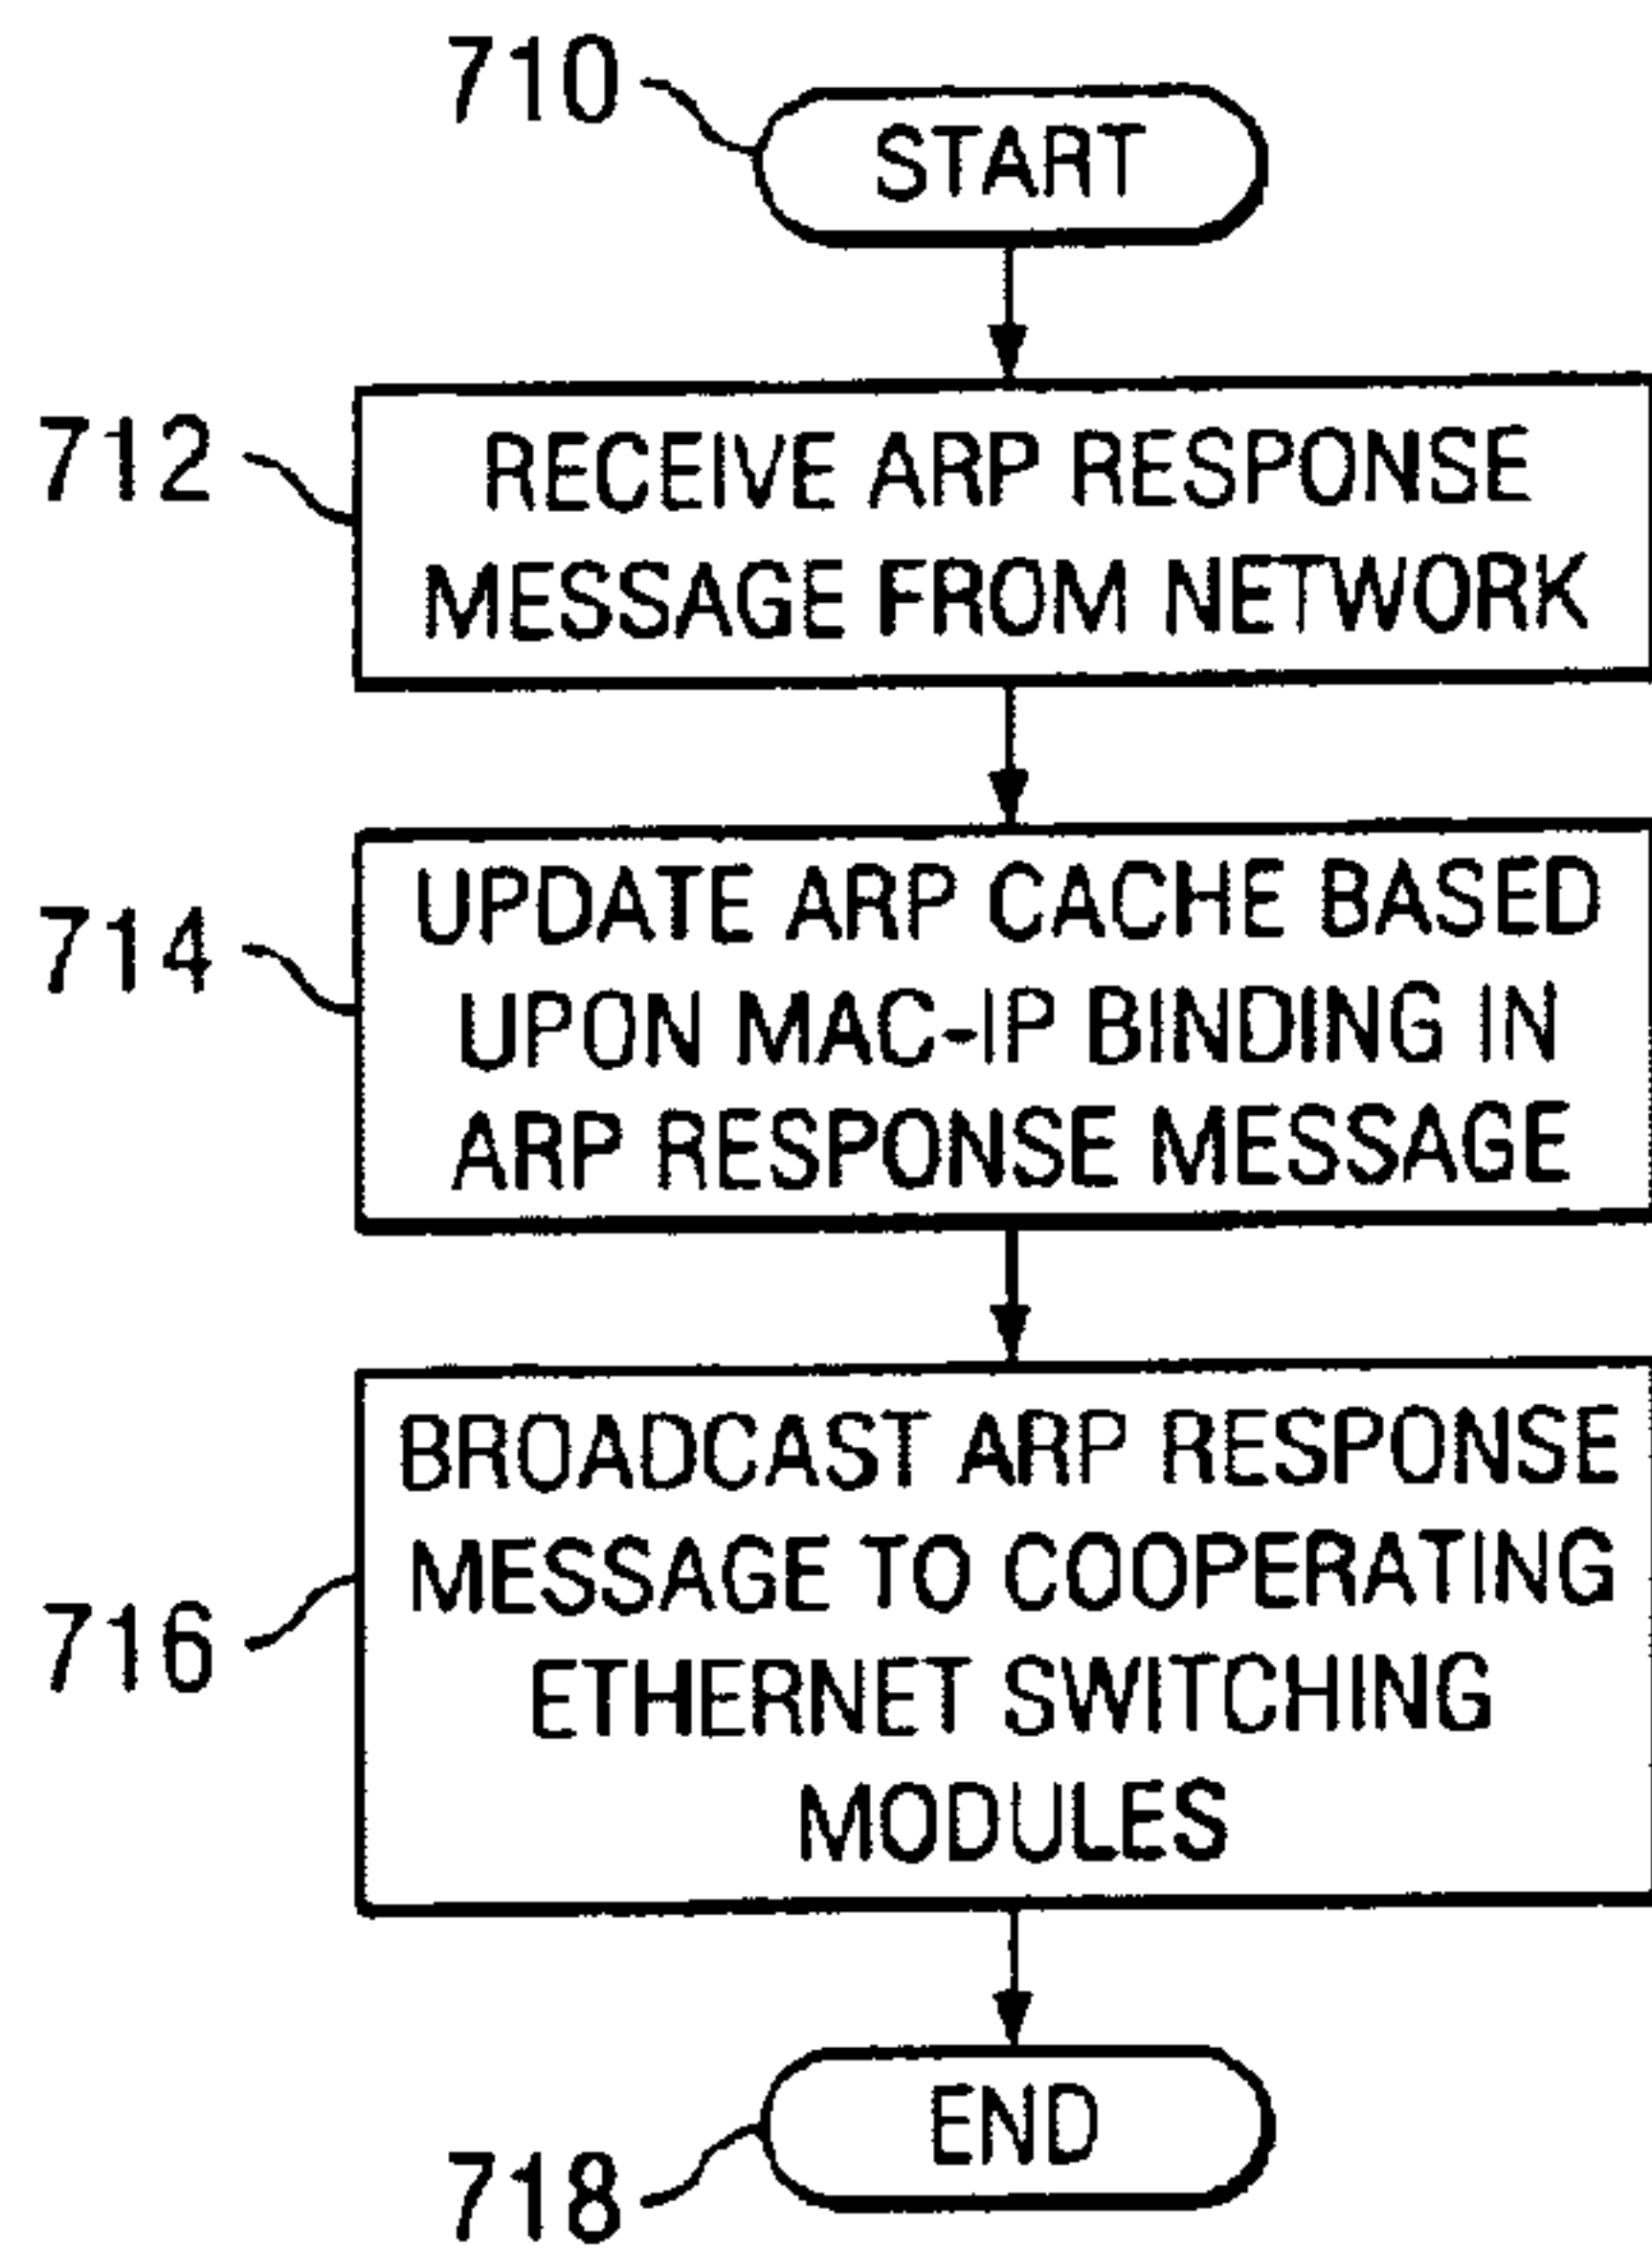 710
START
712
RECEIVE ARP RESPONSE
MESSAGE FROM NETWORK
714
UPDATE ARP CACHE BASED
UPON MAC-IP BINDING IN
ARP RESPONSE MESSAGE
716
BROADCAST ARP RESPONSE
MESSAGE TO COOPERATING
ETHERNET SWITCHING
MODULES
718
END